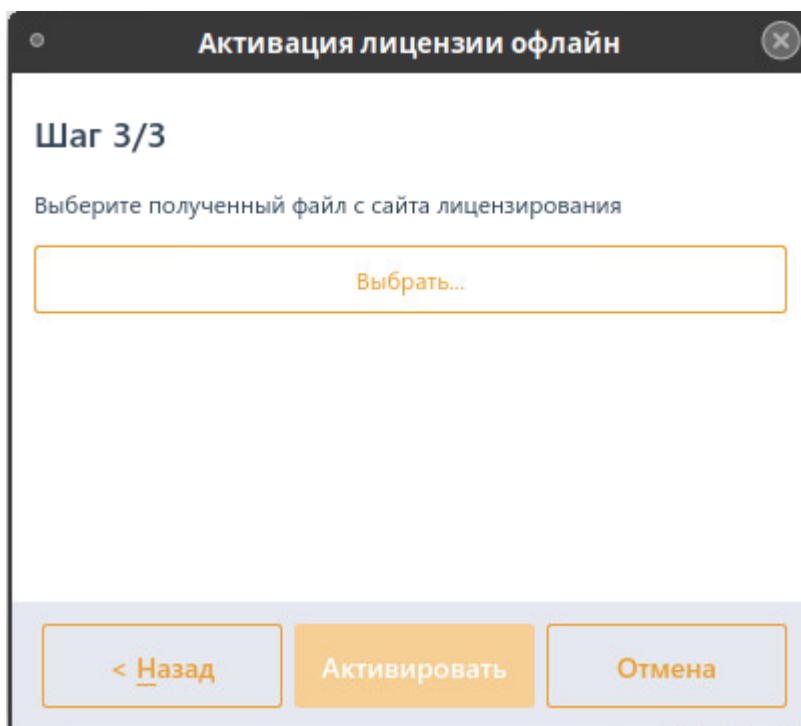 Активация лицензии офлайн
Шаг 3/3
Выберите полученный файл с сайта лицензирования
Выбрать...
< Назад
Активировать
Отмена